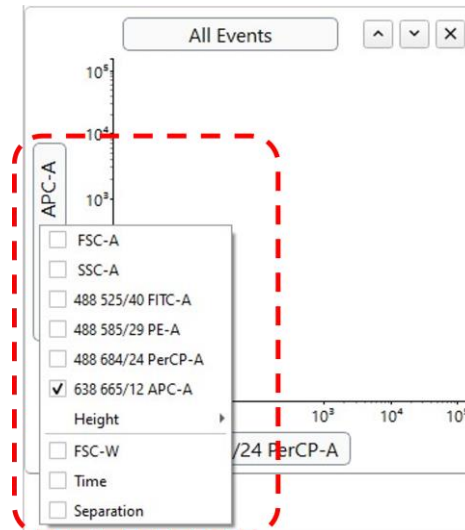 All Events
10⁵
10⁴
10³
APC-A
FSC-A
SSC-A
488 525/40 FITC-A
488 585/29 PE-A
488 684/24 PerCP-A
638 665/12 APC-A
Height
FSC-W
Time
Separation
10³ 10⁴ 10⁵
/24 PerCP-A